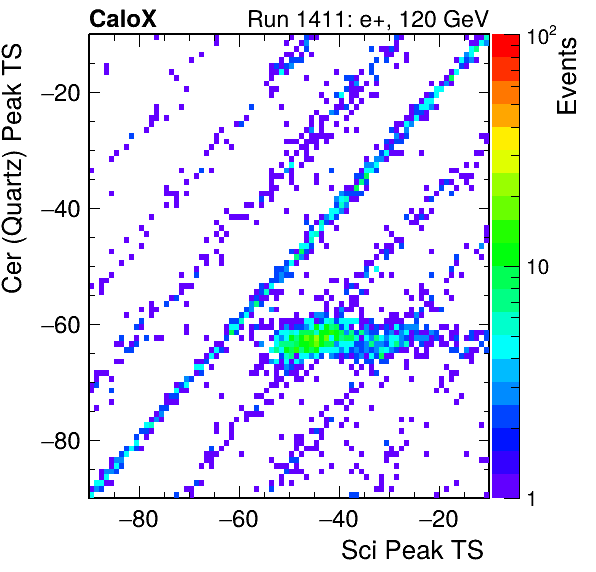 CaloX Run 1411: e+, 120 GeV
Cer (Quartz) Peak TS
−20
−40
−60
−80
−80 −60 −40 −20
Sci Peak TS
10²
10
1
Events